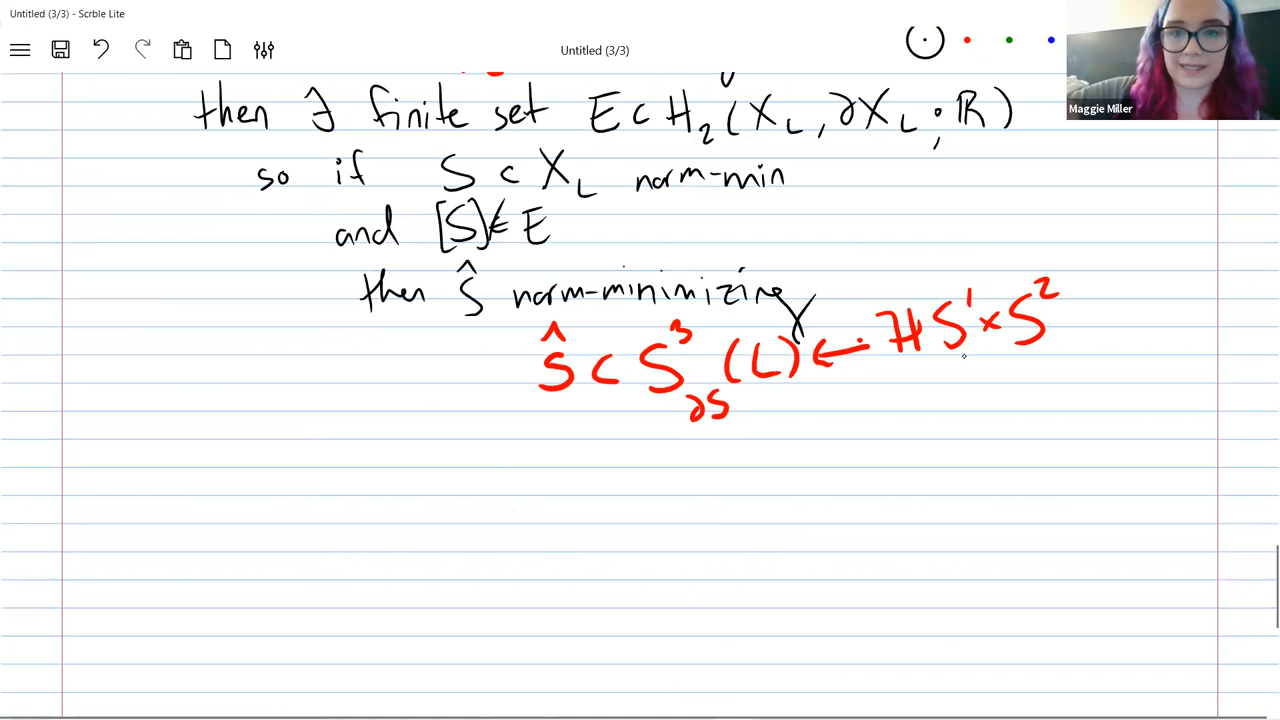 Untitled (3/3) - Scrble Lite
Untitled (3/3)
Maggie Miller
then ∃ finite set E ⊂ H₂(X_L, ∂X_L; ℝ)
so if S ⊂ X_L norm-min
and [S] ∉ E
then Ŝ norm-minimizing
Ŝ ⊂ S³_∂S (L) ← ℤH S¹×S²